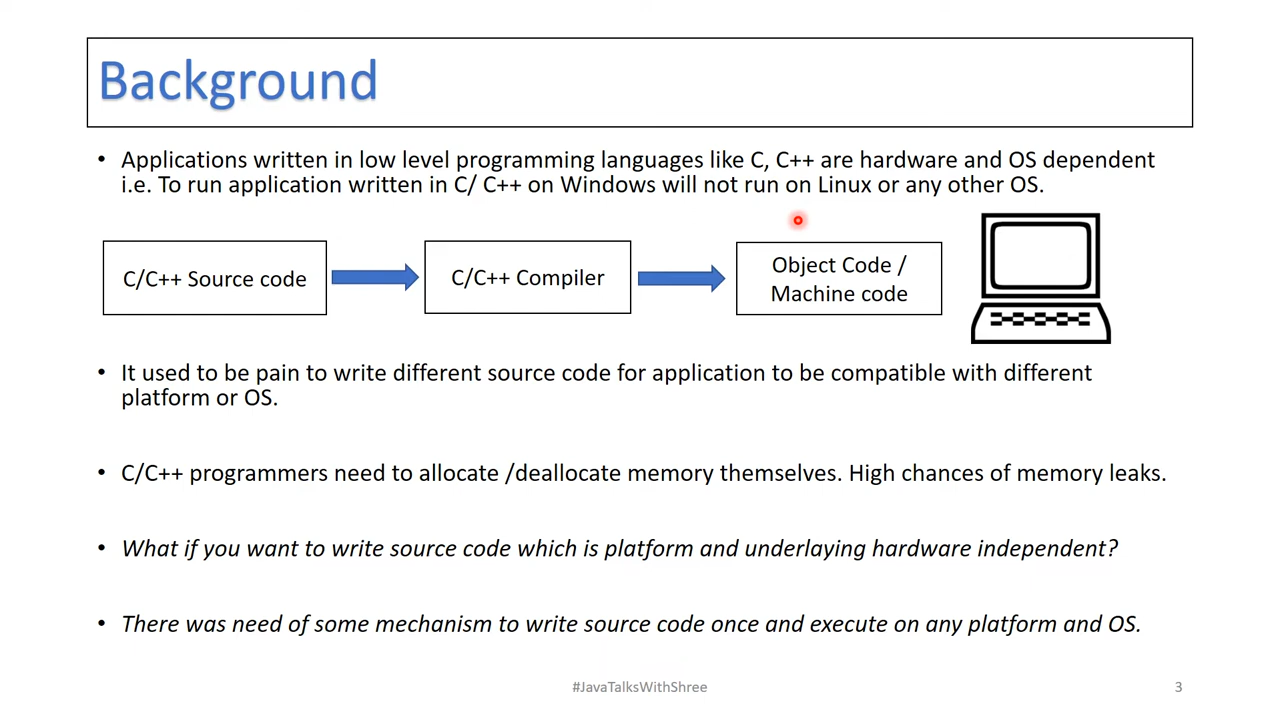 Background
• Applications written in low level programming languages like C, C++ are hardware and OS dependent
i.e. To run application written in C/ C++ on Windows will not run on Linux or any other OS.
C/C++ Source code
C/C++ Compiler
Object Code /
Machine code
• It used to be pain to write different source code for application to be compatible with different
platform or OS.
• C/C++ programmers need to allocate /deallocate memory themselves. High chances of memory leaks.
• What if you want to write source code which is platform and underlaying hardware independent?
• There was need of some mechanism to write source code once and execute on any platform and OS.
#JavaTalksWithShree
3